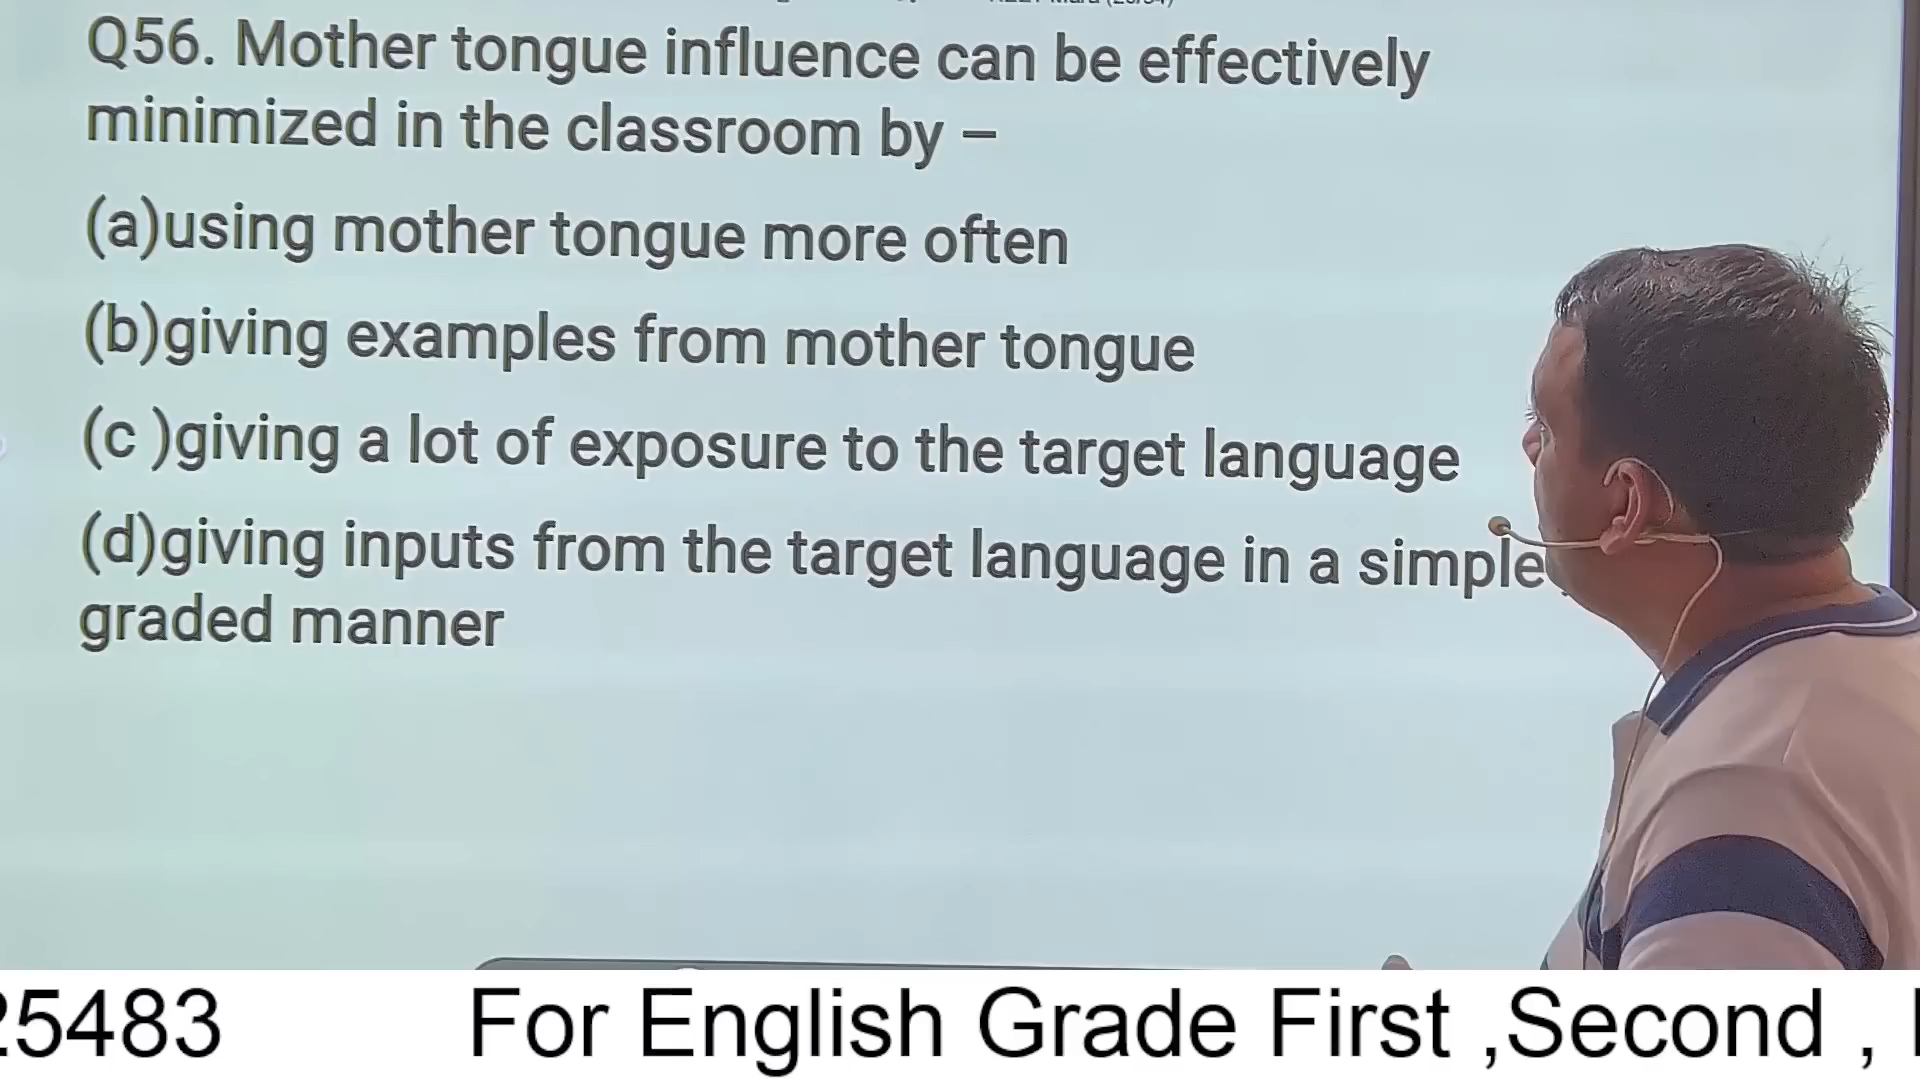 Q56. Mother tongue influence can be effectively
minimized in the classroom by –
(a)using mother tongue more often
(b)giving examples from mother tongue
(c )giving a lot of exposure to the target language
(d)giving inputs from the target language in a simple
graded manner
25483 For English Grade First ,Second ,